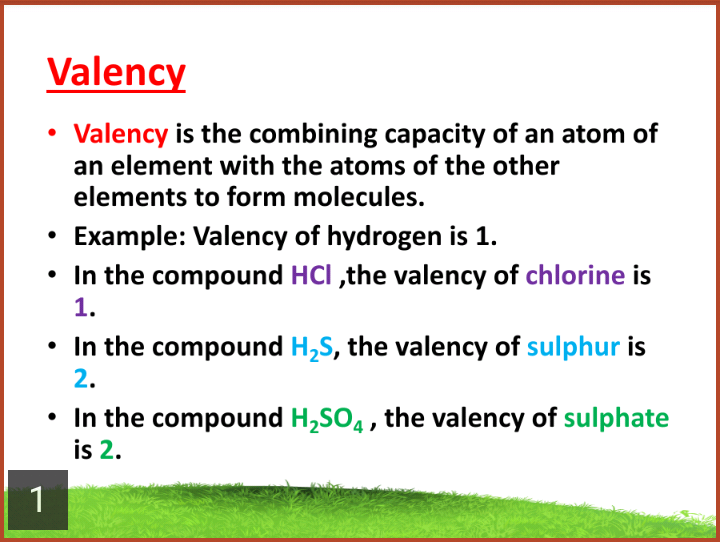 Valency
• Valency is the combining capacity of an atom of
an element with the atoms of the other
elements to form molecules.
• Example: Valency of hydrogen is 1.
• In the compound HCl ,the valency of chlorine is
1.
• In the compound H₂S, the valency of sulphur is
2.
• In the compound H₂SO₄ , the valency of sulphate
is 2.
1